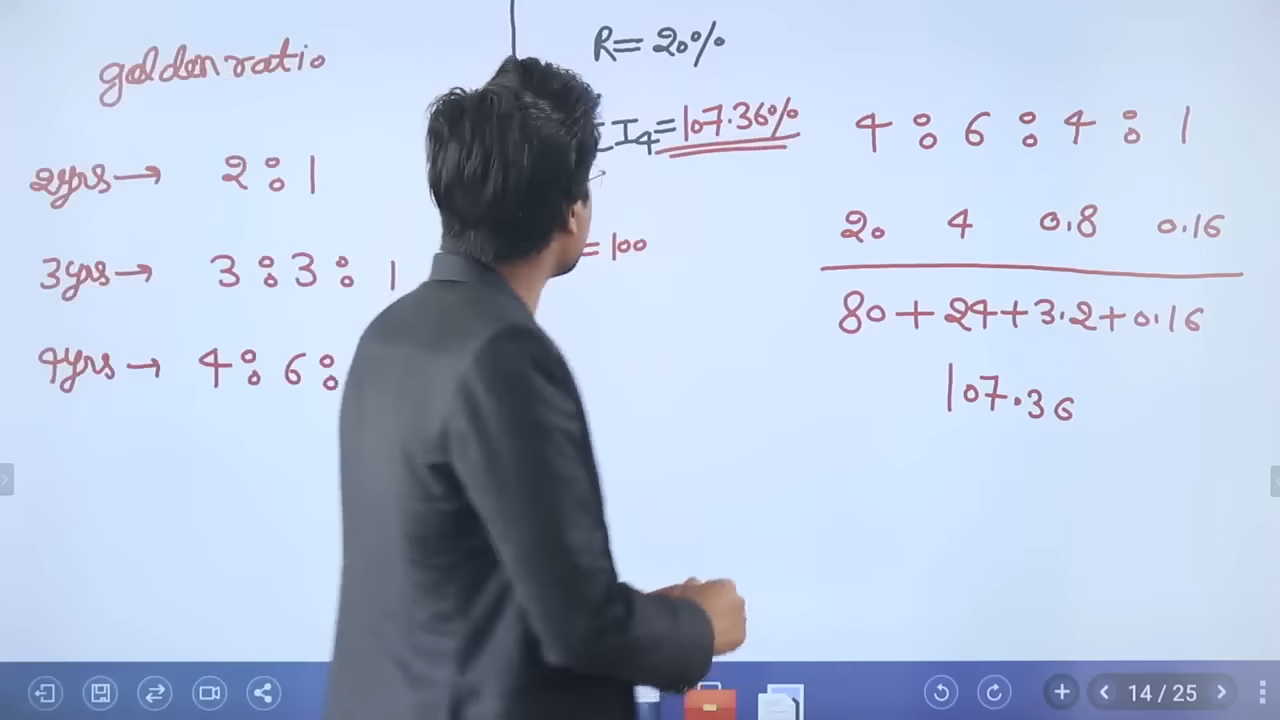 golden ratio
2yrs → 2 : 1
3yrs → 3 : 3 : 1
4yrs → 4 : 6 :
R = 20%
I4 = 107.36%
= 100
4 : 6 : 4 : 1
20 4 0.8 0.16
80 + 24 + 3.2 + 0.16
107.36
14 / 25